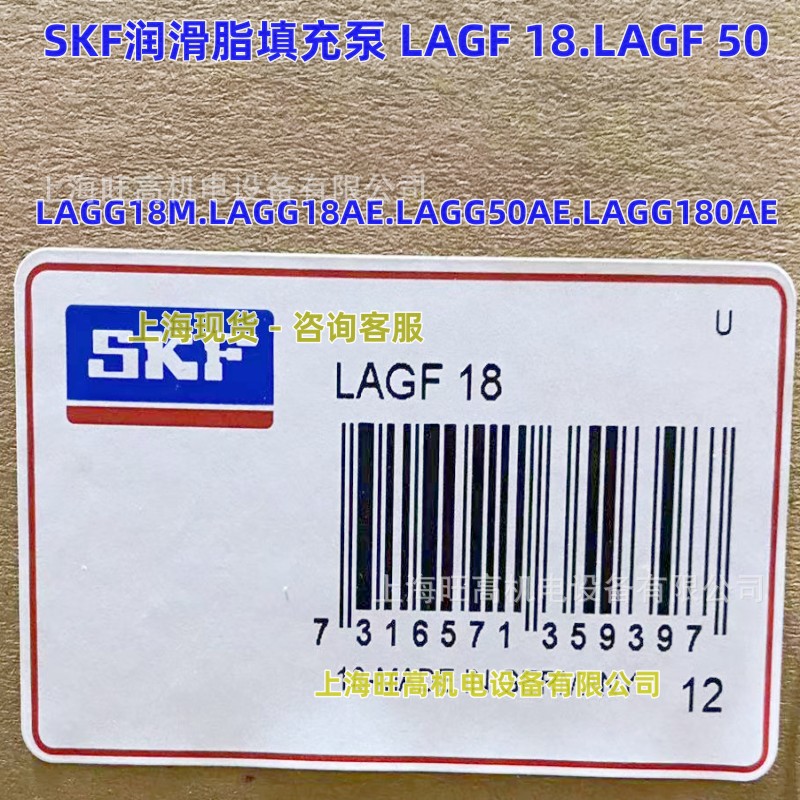 SKF润滑脂填充泵 LAGF 18.LAGF 50
上海旺高机电设备有限公司
LAGG18M.LAGG18AE.LAGG50AE.LAGG180AE
U
上海现货 - 咨询客服
SKF
LAGF 18
上海旺高机电设备有限公司
7 316571 359397
上海旺高机电设备有限公司
12